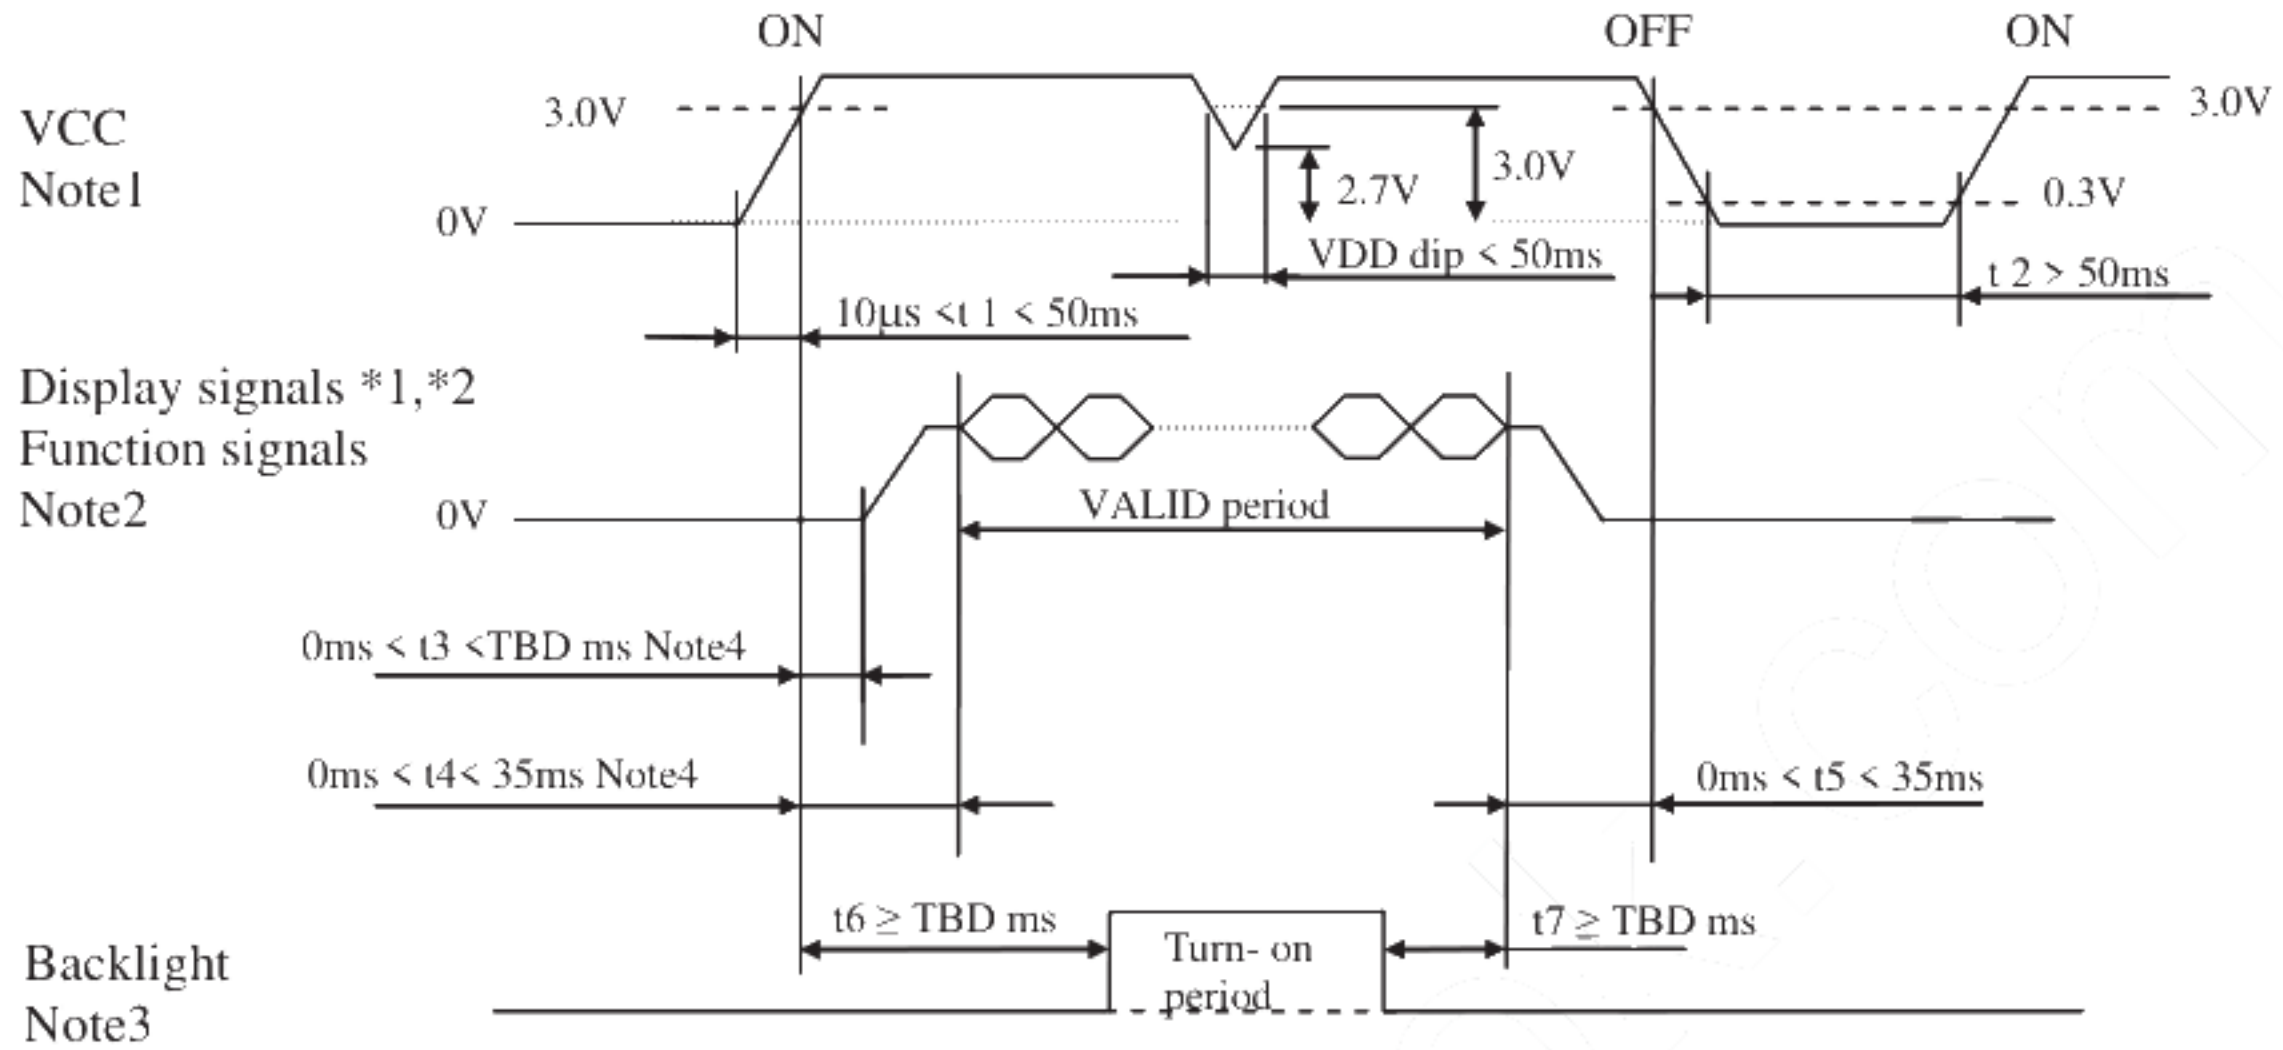 ON OFF ON
VCC
Note1
3.0V
3.0V
2.7V
3.0V
0V
0.3V
VDD dip < 50ms
t 2 > 50ms
10μs <t 1 < 50ms
Display signals *1,*2
Function signals
Note2
0V
VALID period
0ms < t3 <TBD ms Note4
0ms < t4< 35ms Note4
0ms < t5 < 35ms
t6 ≥ TBD ms
t7 ≥ TBD ms
Backlight
Note3
Turn- on
period